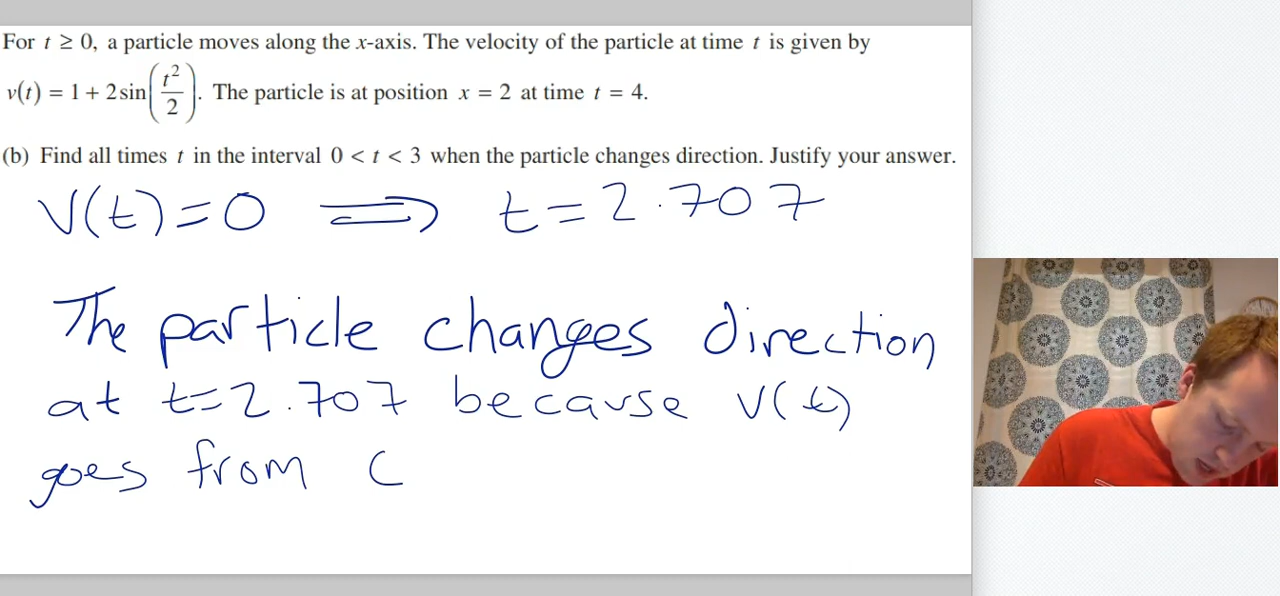 For t ≥ 0, a particle moves along the x-axis. The velocity of the particle at time t is given by
v(t) = 1 + 2 sin(t²/2). The particle is at position x = 2 at time t = 4.
(b) Find all times t in the interval 0 < t < 3 when the particle changes direction. Justify your answer.
v(t)=0 ⟹ t=2.707
The particle changes direction
at t=2.707 because v(t)
goes from